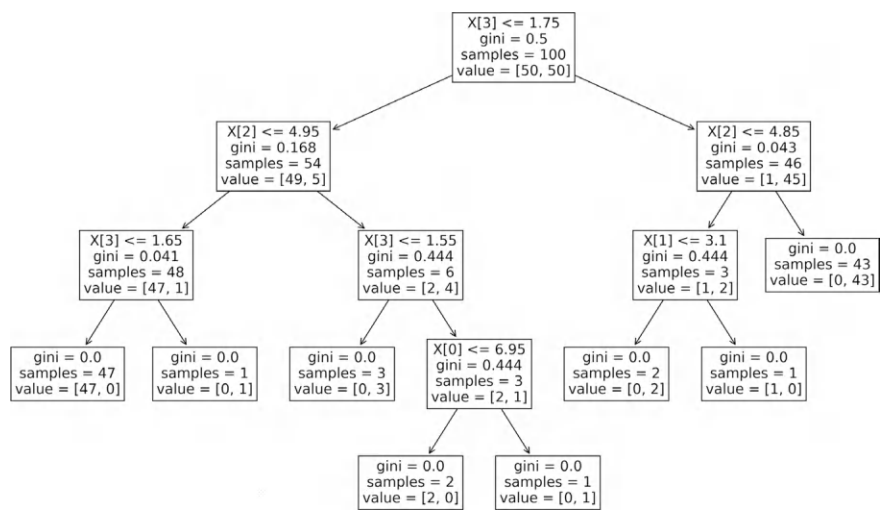 X[3] <= 1.75
gini = 0.5
samples = 100
value = [50, 50]
X[2] <= 4.95
gini = 0.168
samples = 54
value = [49, 5]
X[2] <= 4.85
gini = 0.043
samples = 46
value = [1, 45]
X[3] <= 1.65
gini = 0.041
samples = 48
value = [47, 1]
X[3] <= 1.55
gini = 0.444
samples = 6
value = [2, 4]
X[1] <= 3.1
gini = 0.444
samples = 3
value = [1, 2]
gini = 0.0
samples = 43
value = [0, 43]
gini = 0.0
samples = 47
value = [47, 0]
gini = 0.0
samples = 1
value = [0, 1]
gini = 0.0
samples = 3
value = [0, 3]
X[0] <= 6.95
gini = 0.444
samples = 3
value = [2, 1]
gini = 0.0
samples = 2
value = [0, 2]
gini = 0.0
samples = 1
value = [1, 0]
gini = 0.0
samples = 2
value = [2, 0]
gini = 0.0
samples = 1
value = [0, 1]